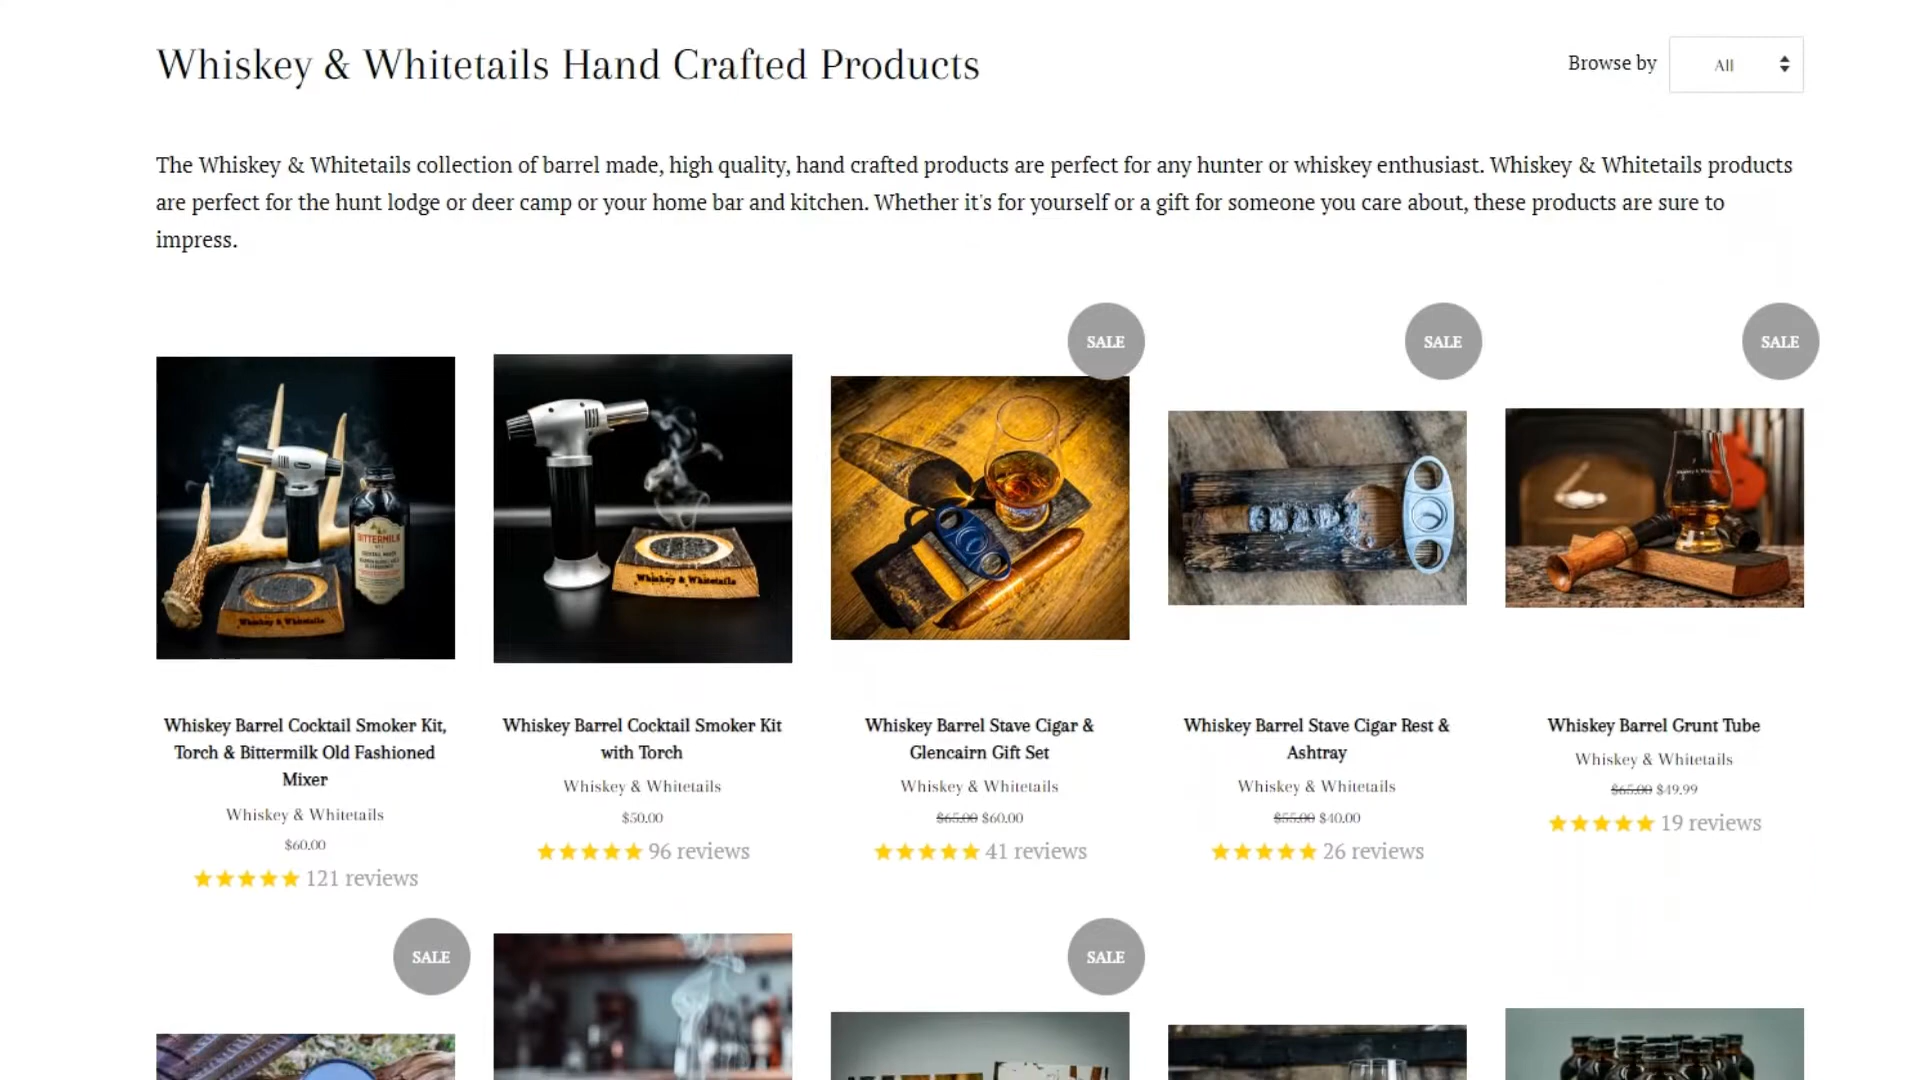 Whiskey & Whitetails Hand Crafted Products
Browse by
All
The Whiskey & Whitetails collection of barrel made, high quality, hand crafted products are perfect for any hunter or whiskey enthusiast. Whiskey & Whitetails products
are perfect for the hunt lodge or deer camp or your home bar and kitchen. Whether it's for yourself or a gift for someone you care about, these products are sure to
impress.
SALE
SALE
SALE
BITTERMILK
Whiskey & Whitetails
Whiskey & Whitetails
Whiskey Barrel Cocktail Smoker Kit,
Torch & Bittermilk Old Fashioned
Mixer
Whiskey & Whitetails
$60.00
121 reviews
Whiskey Barrel Cocktail Smoker Kit
with Torch
Whiskey & Whitetails
$50.00
96 reviews
Whiskey Barrel Stave Cigar &
Glencairn Gift Set
Whiskey & Whitetails
$65.00 $60.00
41 reviews
Whiskey Barrel Stave Cigar Rest &
Ashtray
Whiskey & Whitetails
$55.00 $40.00
26 reviews
Whiskey Barrel Grunt Tube
Whiskey & Whitetails
$65.00 $49.99
19 reviews
SALE
SALE